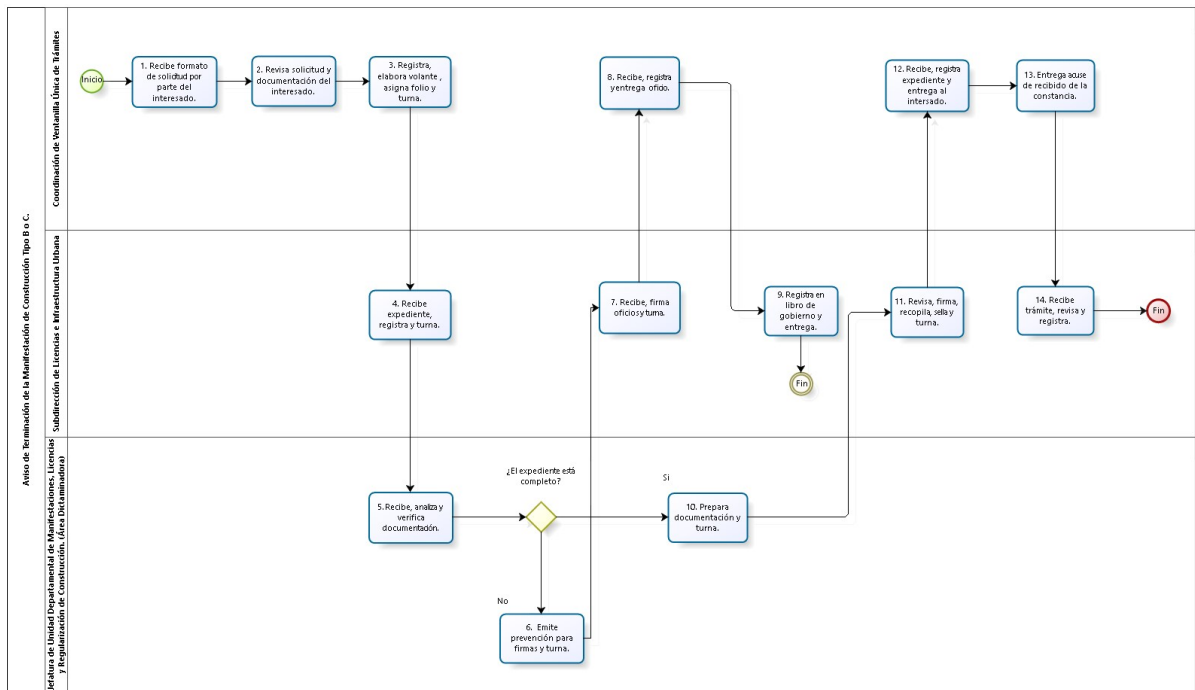 Aviso de Terminación de la Manifestación de Construcción Tipo B o C.
Coordinación de Ventanilla Única de Trámites
Inicio
1. Recibe formato
de solicitud por
parte del
interesado.
2. Revisa solicitud y
documentación del
interesado.
3. Registra,
elabora volante ,
asigna folio y
turna.
8. Recibe, registra
y entrega oficio.
12. Recibe, registra
expediente y
entrega al
intersado.
13. Entrega acuse
de recibido de la
constancia.
Subdirección de Licencias e Infraestructura Urbana
4. Recibe
expediente,
registra y turna.
7. Recibe, firma
oficios y turna.
9. Registra en
libro de
gobierno y
entrega.
Fin
11. Revisa, firma,
recopila, sella y
turna.
14. Recibe
trámite, revisa y
registra.
Fin
Jefatura de Unidad Departamental de Manifestaciones, Licencias
y Regularización de Construcción. (Área Dictaminadora)
5. Recibe, analiza y
verifica
documentación.
¿El expediente está
completo?
Si
10. Prepara
documentación y
turna.
No
6. Emite
prevención para
firmas y turna.